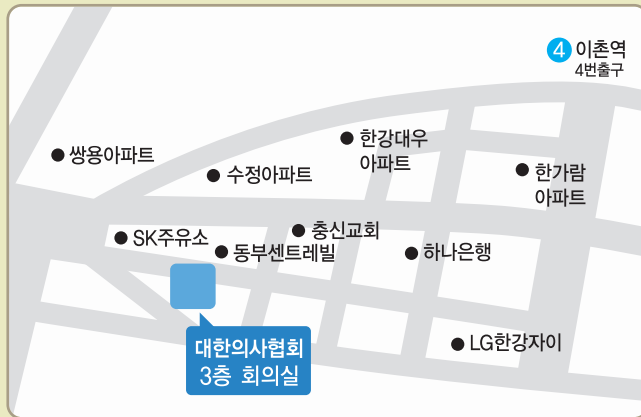 4 이촌역
4번출구
한강대우
아파트
쌍용아파트
수정아파트
한가람
아파트
충신교회
SK주유소
동부센트레빌
하나은행
대한의사협회
3층 회의실
LG한강자이